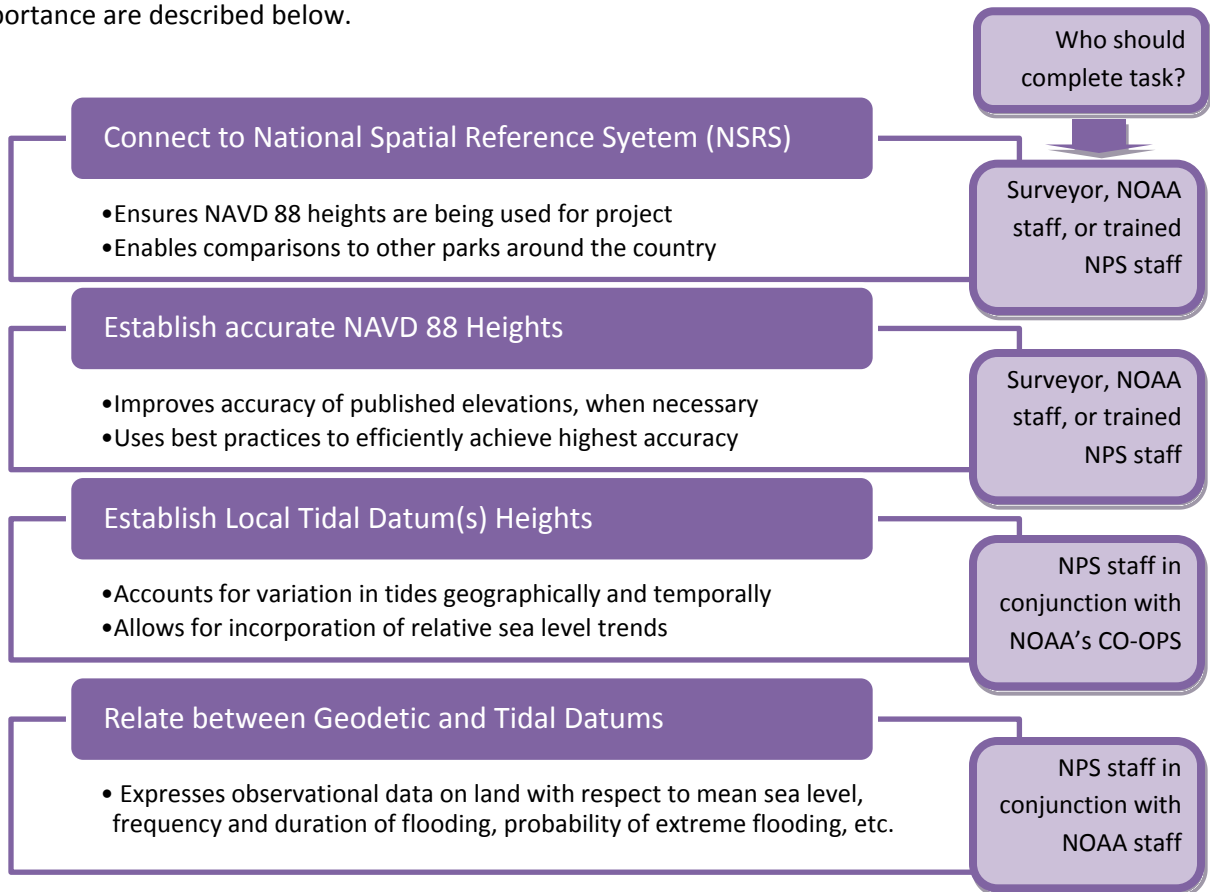 portance are described below.
Who should
complete task?
Connect to National Spatial Reference Syetem (NSRS)
•Ensures NAVD 88 heights are being used for project
•Enables comparisons to other parks around the country
Surveyor, NOAA
staff, or trained
NPS staff
Establish accurate NAVD 88 Heights
•Improves accuracy of published elevations, when necessary
•Uses best practices to efficiently achieve highest accuracy
Surveyor, NOAA
staff, or trained
NPS staff
Establish Local Tidal Datum(s) Heights
•Accounts for variation in tides geographically and temporally
•Allows for incorporation of relative sea level trends
NPS staff in
conjunction with
NOAA’s CO-OPS
Relate between Geodetic and Tidal Datums
• Expresses observational data on land with respect to mean sea level,
frequency and duration of flooding, probability of extreme flooding, etc.
NPS staff in
conjunction with
NOAA staff